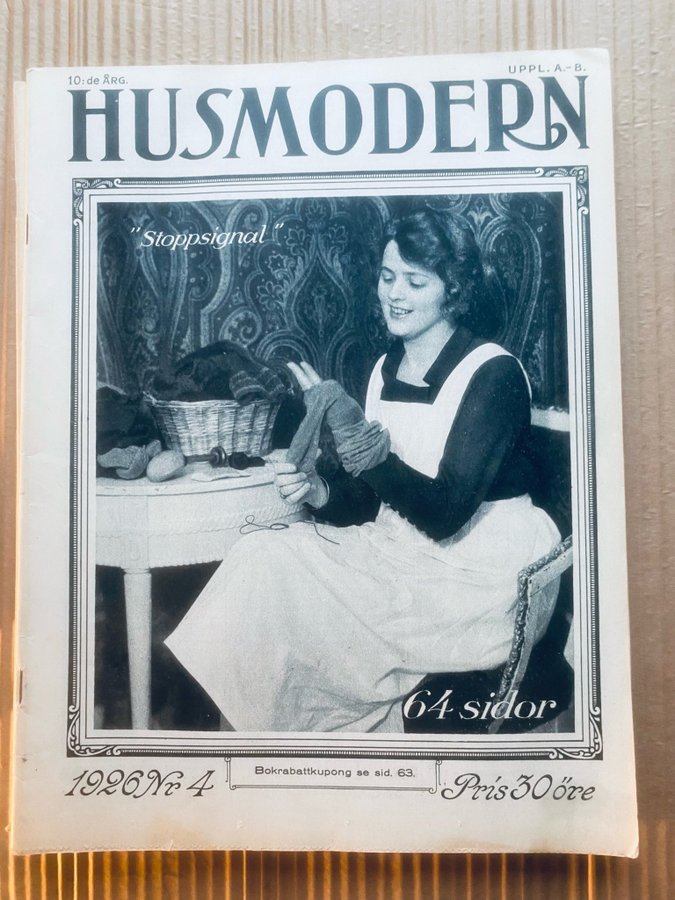 10:de ÅRG.
UPPL. A.-B.
HUSMODERN
"Stoppsignal"
64 sidor
1926 Nr 4
Bokrabattkupong se sid. 63.
Pris 30 öre